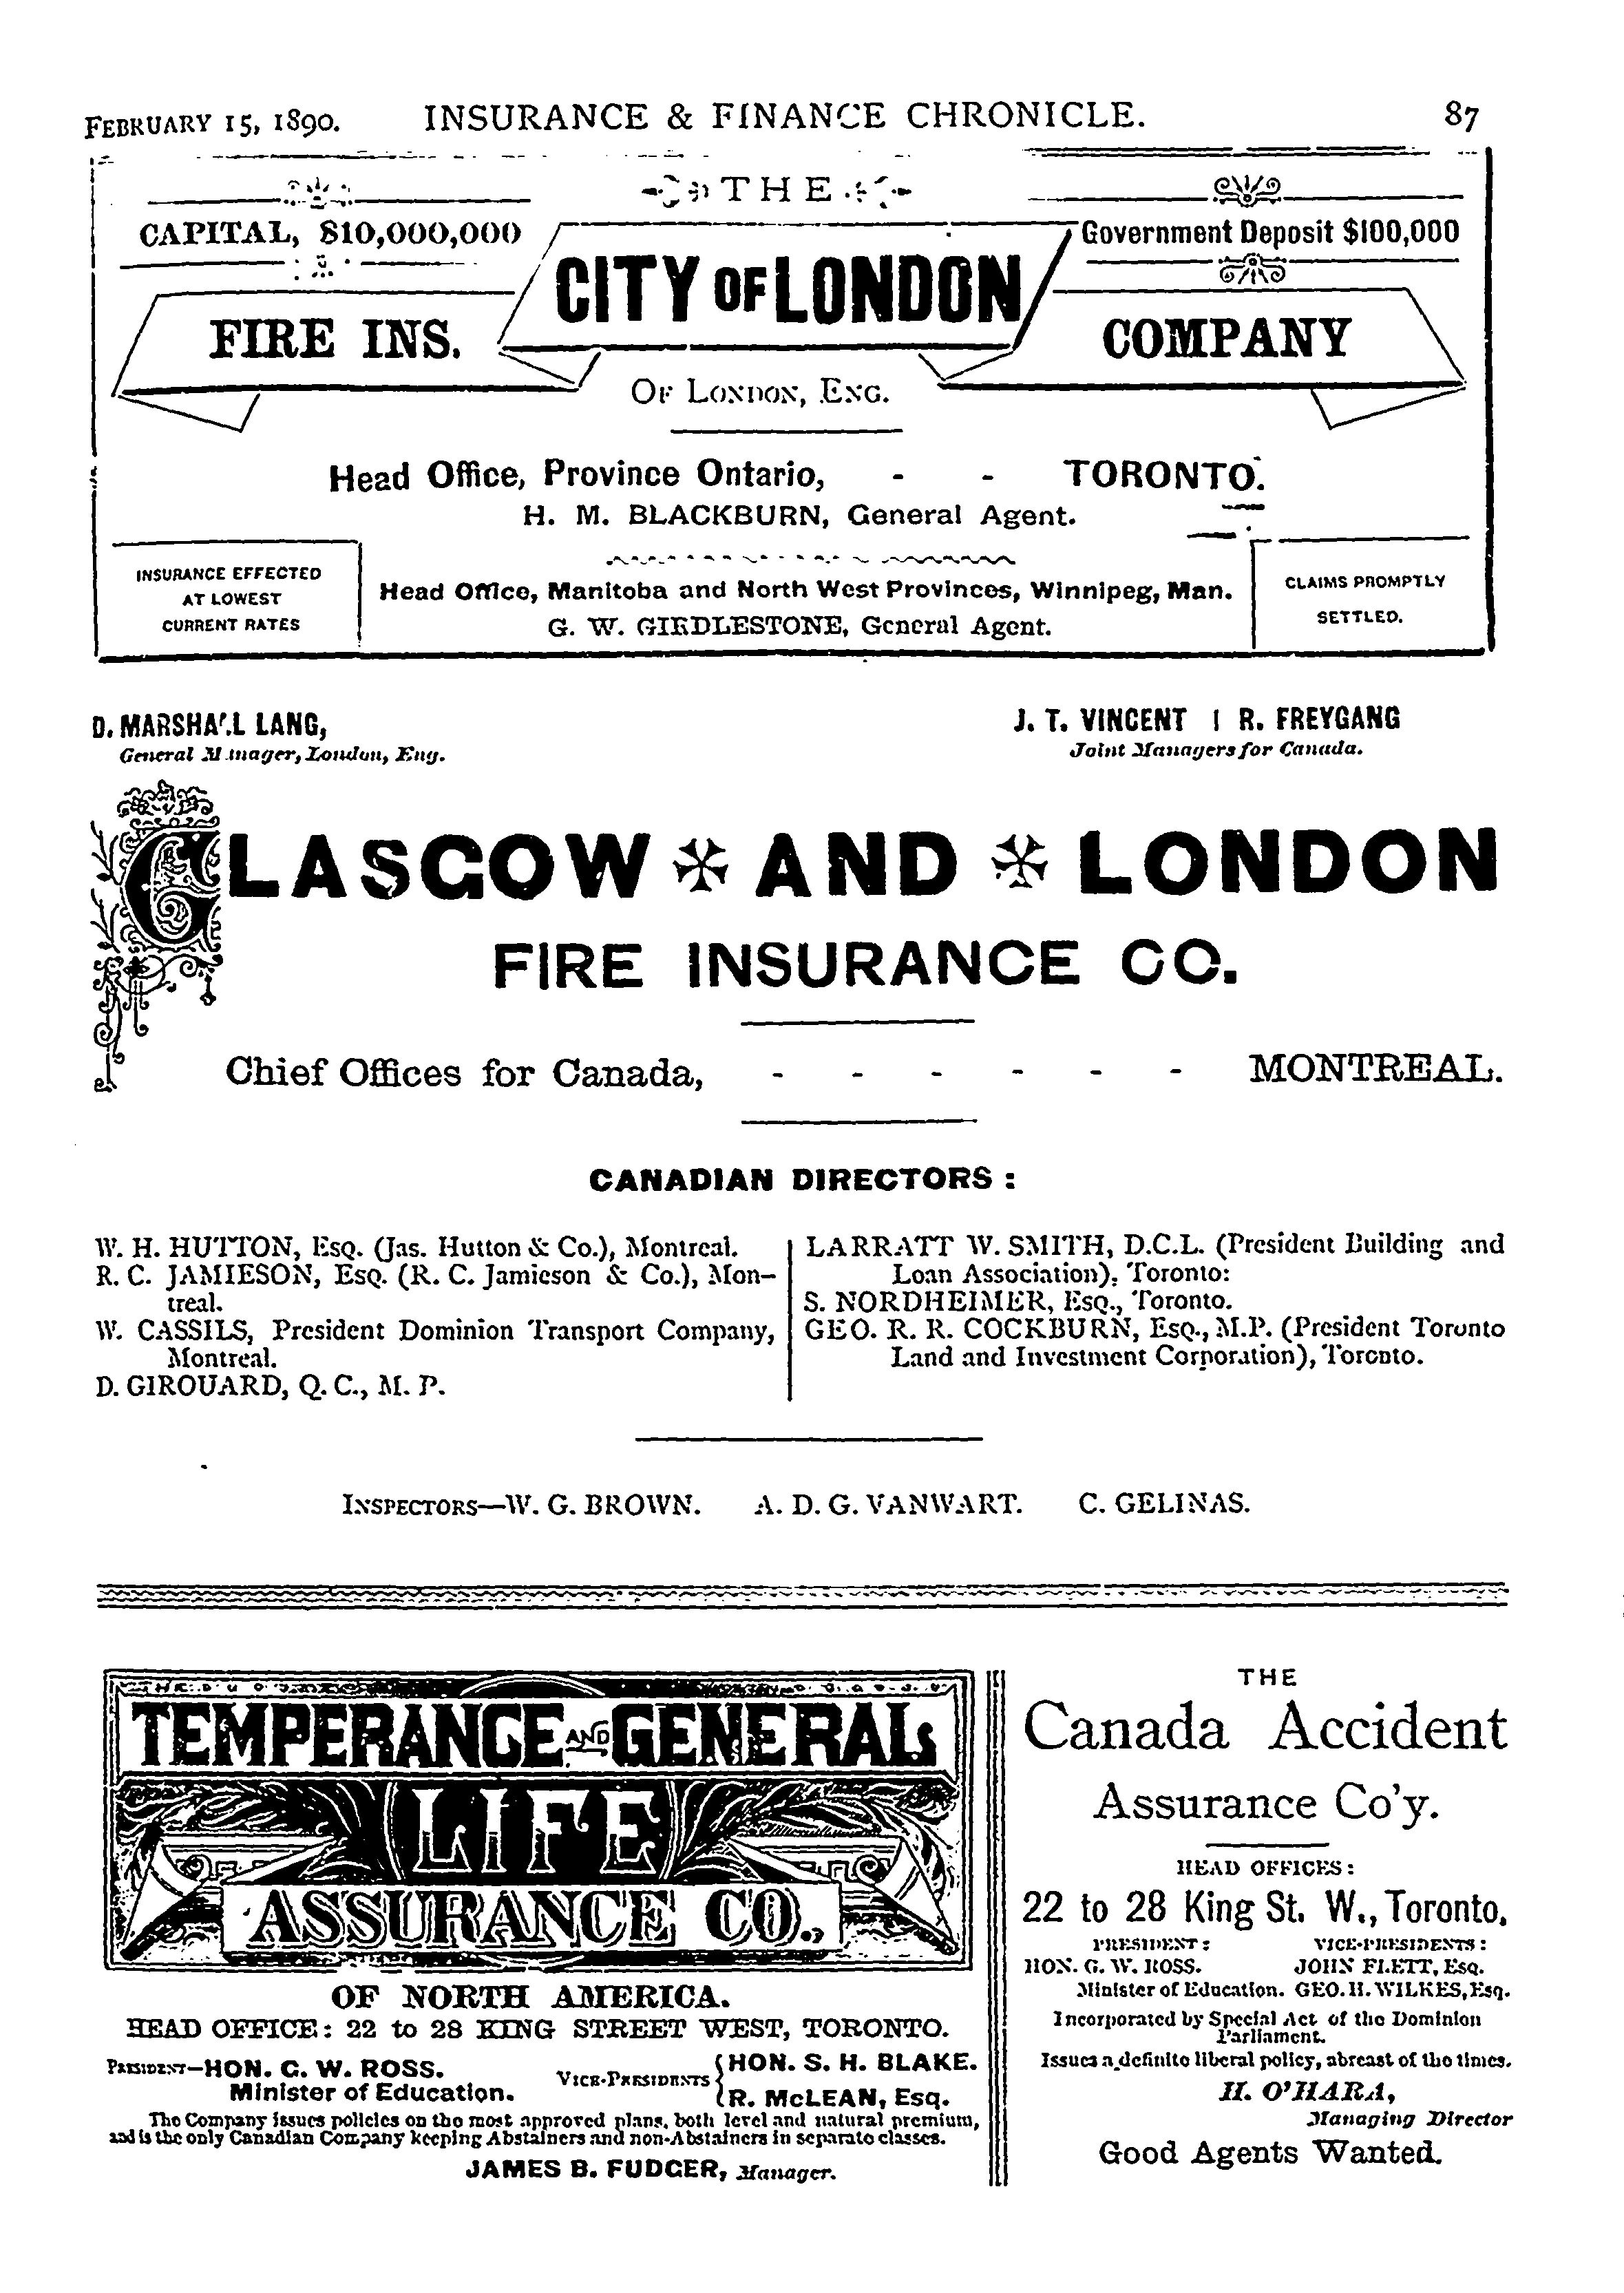 FEBRUARY 15, 1890. INSURANCE & FINANCE CHRONICLE. 87
THE
CAPITAL, $10,000,000
Government Deposit $100,000
CITY OF LONDON
FIRE INS. COMPANY
OF LONDON, ENG.
Head Office, Province Ontario, - - TORONTO.
H. M. BLACKBURN, General Agent.
INSURANCE EFFECTED
AT LOWEST
CURRENT RATES
Head Office, Manitoba and North West Provinces, Winnipeg, Man.
G. W. GIRDLESTONE, General Agent.
CLAIMS PROMPTLY
SETTLED.
D. MARSHALL LANG,
General Manager, London, Eng.
J. T. VINCENT | R. FREYGANG
Joint Managers for Canada.
GLASGOW AND LONDON
FIRE INSURANCE CO.
Chief Offices for Canada, - - - - - - MONTREAL.
CANADIAN DIRECTORS :
W. H. HUTTON, ESQ. (Jas. Hutton & Co.), Montreal.
R. C. JAMIESON, ESQ. (R. C. Jamieson & Co.), Mon-
treal.
W. CASSILS, President Dominion Transport Company,
Montreal.
D. GIROUARD, Q. C., M. P.
LARRATT W. SMITH, D.C.L. (President Building and
Loan Association), Toronto:
S. NORDHEIMER, ESQ., Toronto.
GEO. R. R. COCKBURN, ESQ., M.P. (President Toronto
Land and Investment Corporation), Toronto.
INSPECTORS—W. G. BROWN. A. D. G. VANWART. C. GELINAS.
TEMPERANCE AND GENERAL
LIFE
ASSURANCE CO.,
OF NORTH AMERICA.
HEAD OFFICE: 22 to 28 KING STREET WEST, TORONTO.
PRESIDENT—HON. G. W. ROSS.
Minister of Education.
VICE-PRESIDENTS { HON. S. H. BLAKE.
R. McLEAN, ESQ.
The Company issues policies on the most approved plans, both level and natural premium,
and is the only Canadian Company keeping Abstainers and non-Abstainers in separate classes.
JAMES B. FUDGER, Manager.
THE
Canada Accident
Assurance Co'y.
HEAD OFFICES:
22 to 28 King St. W., Toronto.
PRESIDENT: VICE-PRESIDENTS:
HON. G. W. ROSS. JOHN FLETT, ESQ.
Minister of Education. GEO. H. WILKES, Esq.
Incorporated by Special Act of the Dominion
Parliament.
Issues a definite liberal policy, abreast of the times.
H. O'HARA,
Managing Director
Good Agents Wanted.